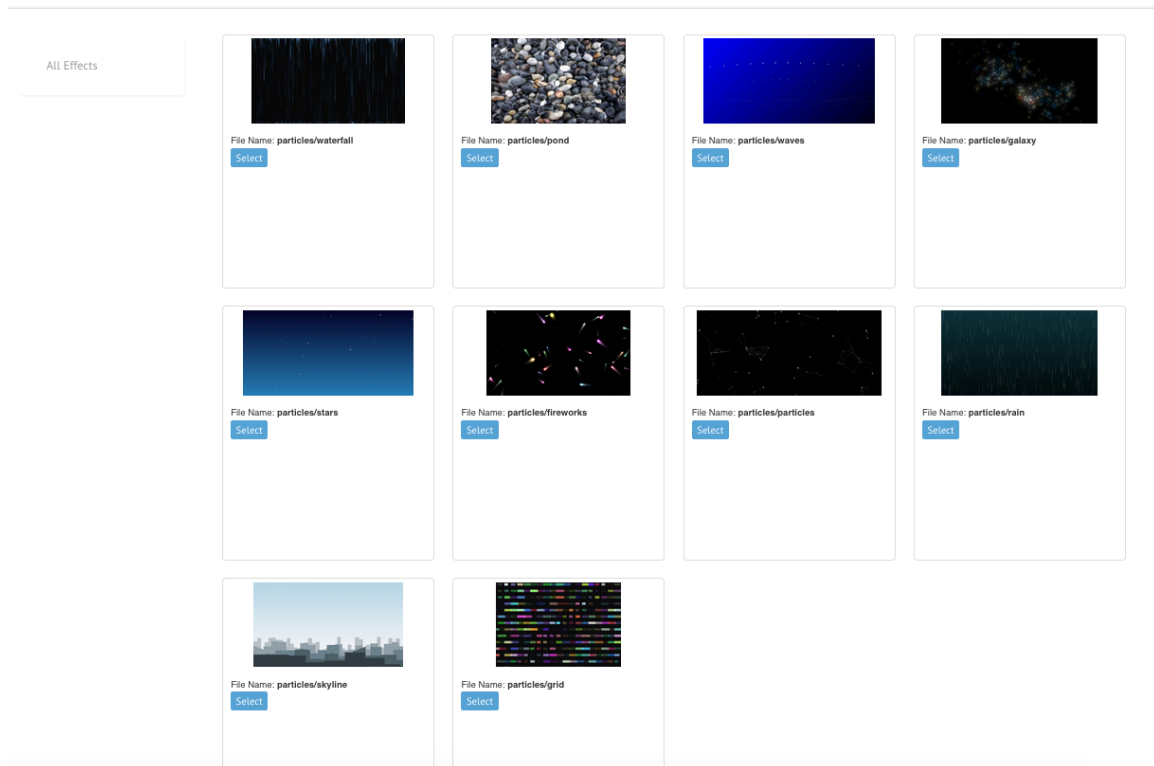 All Effects
File Name: particles/waterfall
Select
File Name: particles/pond
Select
File Name: particles/waves
Select
File Name: particles/galaxy
Select
File Name: particles/stars
Select
File Name: particles/fireworks
Select
File Name: particles/particles
Select
File Name: particles/rain
Select
File Name: particles/skyline
Select
File Name: particles/grid
Select